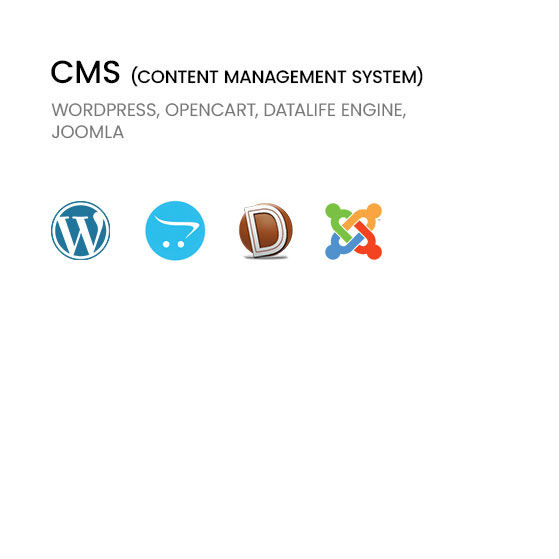 CMS (CONTENT MANAGEMENT SYSTEM)
WORDPRESS, OPENCART, DATALIFE ENGINE,
JOOMLA
W D